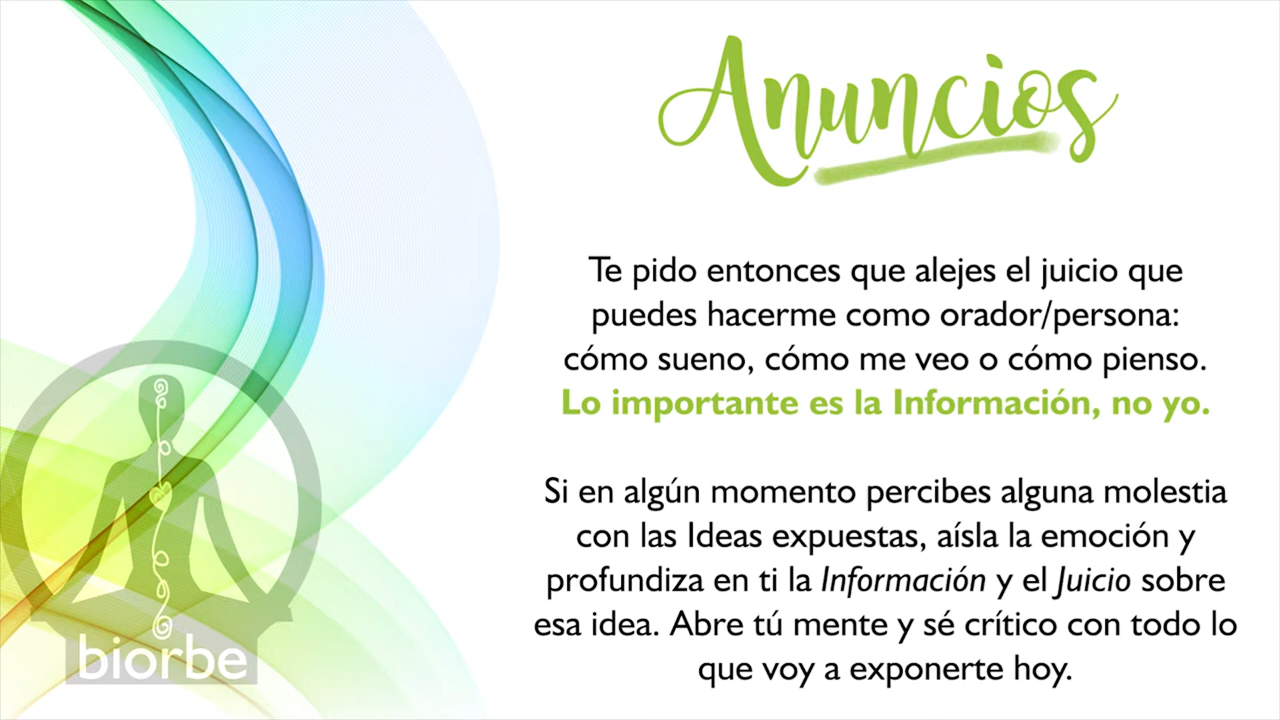 Anuncios
Te pido entonces que alejes el juicio que
puedes hacerme como orador/persona:
cómo sueno, cómo me veo o cómo pienso.
Lo importante es la Información, no yo.
Si en algún momento percibes alguna molestia
con las Ideas expuestas, aísla la emoción y
profundiza en ti la Información y el Juicio sobre
esa idea. Abre tú mente y sé crítico con todo lo
que voy a exponerte hoy.
biorbe